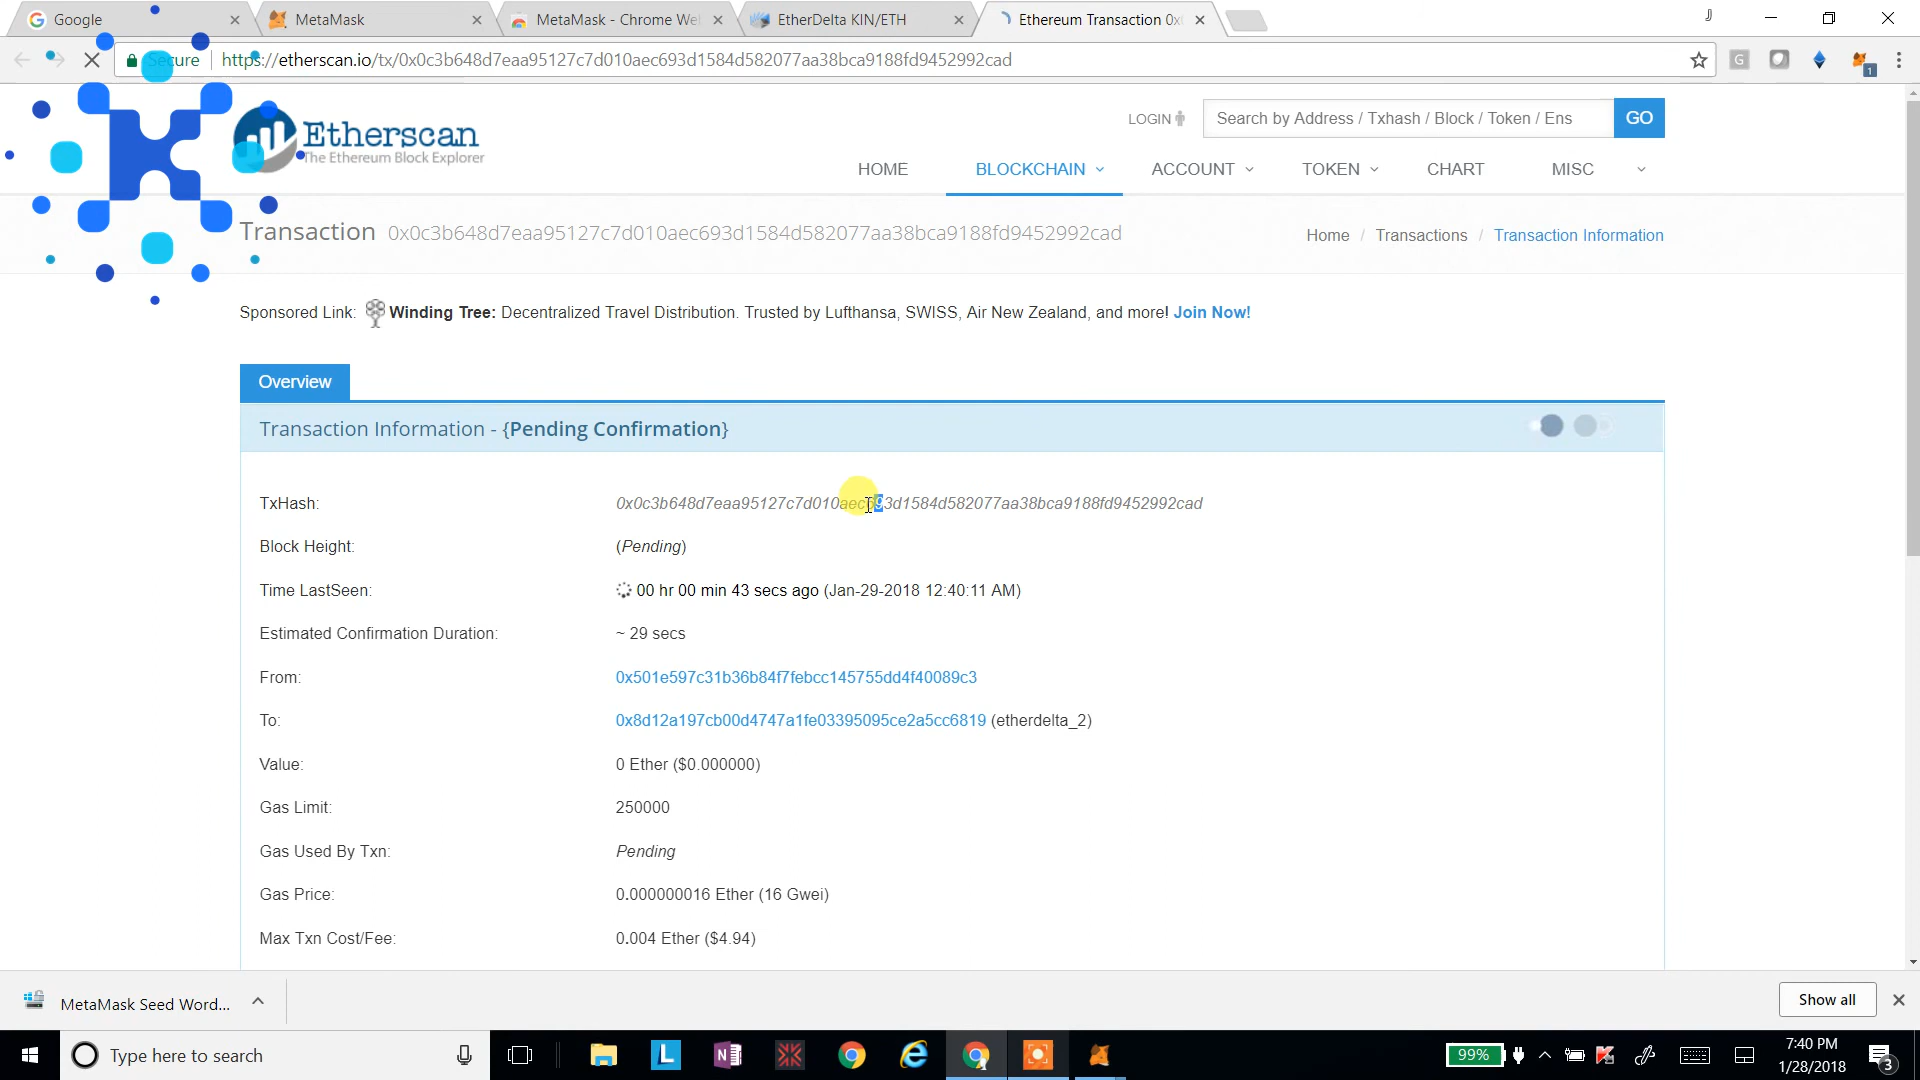 Google
MetaMask
MetaMask - Chrome We
EtherDelta KIN/ETH
Ethereum Transaction 0x
Secure
https://etherscan.io/tx/0x0c3b648d7eaa95127c7d010aec693d1584d582077aa38bca9188fd9452992cad
G
1
Etherscan
The Ethereum Block Explorer
LOGIN
Search by Address / Txhash / Block / Token / Ens
GO
HOME
BLOCKCHAIN
ACCOUNT
TOKEN
CHART
MISC
Transaction 0x0c3b648d7eaa95127c7d010aec693d1584d582077aa38bca9188fd9452992cad
Home / Transactions / Transaction Information
Sponsored Link: Winding Tree: Decentralized Travel Distribution. Trusted by Lufthansa, SWISS, Air New Zealand, and more! Join Now!
Overview
Transaction Information - {Pending Confirmation}
TxHash: 0x0c3b648d7eaa95127c7d010aec693d1584d582077aa38bca9188fd9452992cad
Block Height: (Pending)
Time LastSeen: 00 hr 00 min 43 secs ago (Jan-29-2018 12:40:11 AM)
Estimated Confirmation Duration: ~ 29 secs
From: 0x501e597c31b36b84f7febcc145755dd4f40089c3
To: 0x8d12a197cb00d4747a1fe03395095ce2a5cc6819 (etherdelta_2)
Value: 0 Ether ($0.000000)
Gas Limit: 250000
Gas Used By Txn: Pending
Gas Price: 0.000000016 Ether (16 Gwei)
Max Txn Cost/Fee: 0.004 Ether ($4.94)
MetaMask Seed Word...
Show all
Type here to search
L
N
99%
7:40 PM
1/28/2018
3